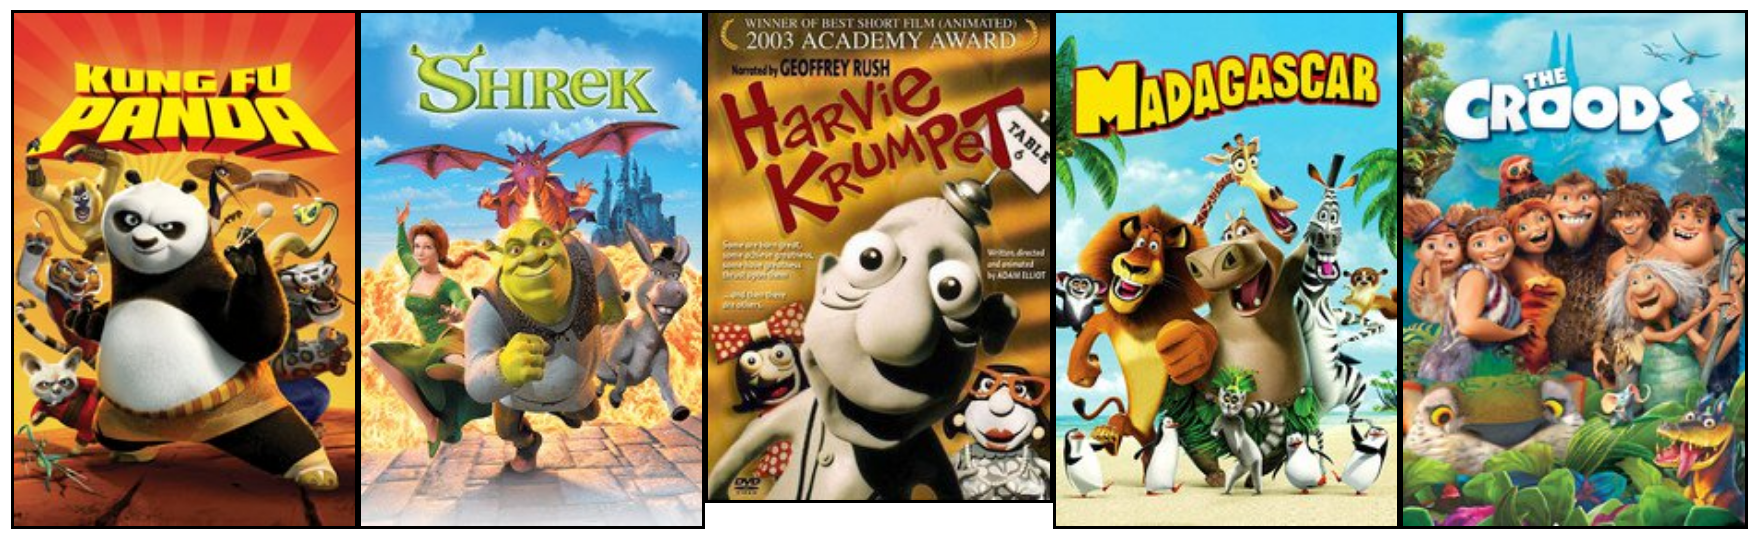 KUNG FU
PANDA
SHREK
WINNER OF BEST SHORT FILM (ANIMATED)
2003 ACADEMY AWARD
Narrated by GEOFFREY RUSH
HARVIE
KRUMPET
TABLE
6
Some are born great,
some achieve greatness,
some have greatness
thrust upon them
...and then there
are others.
Written, directed
and animated
by ADAM ELLIOT
DVD
VIDEO
MADAGASCAR
THE
CROODS